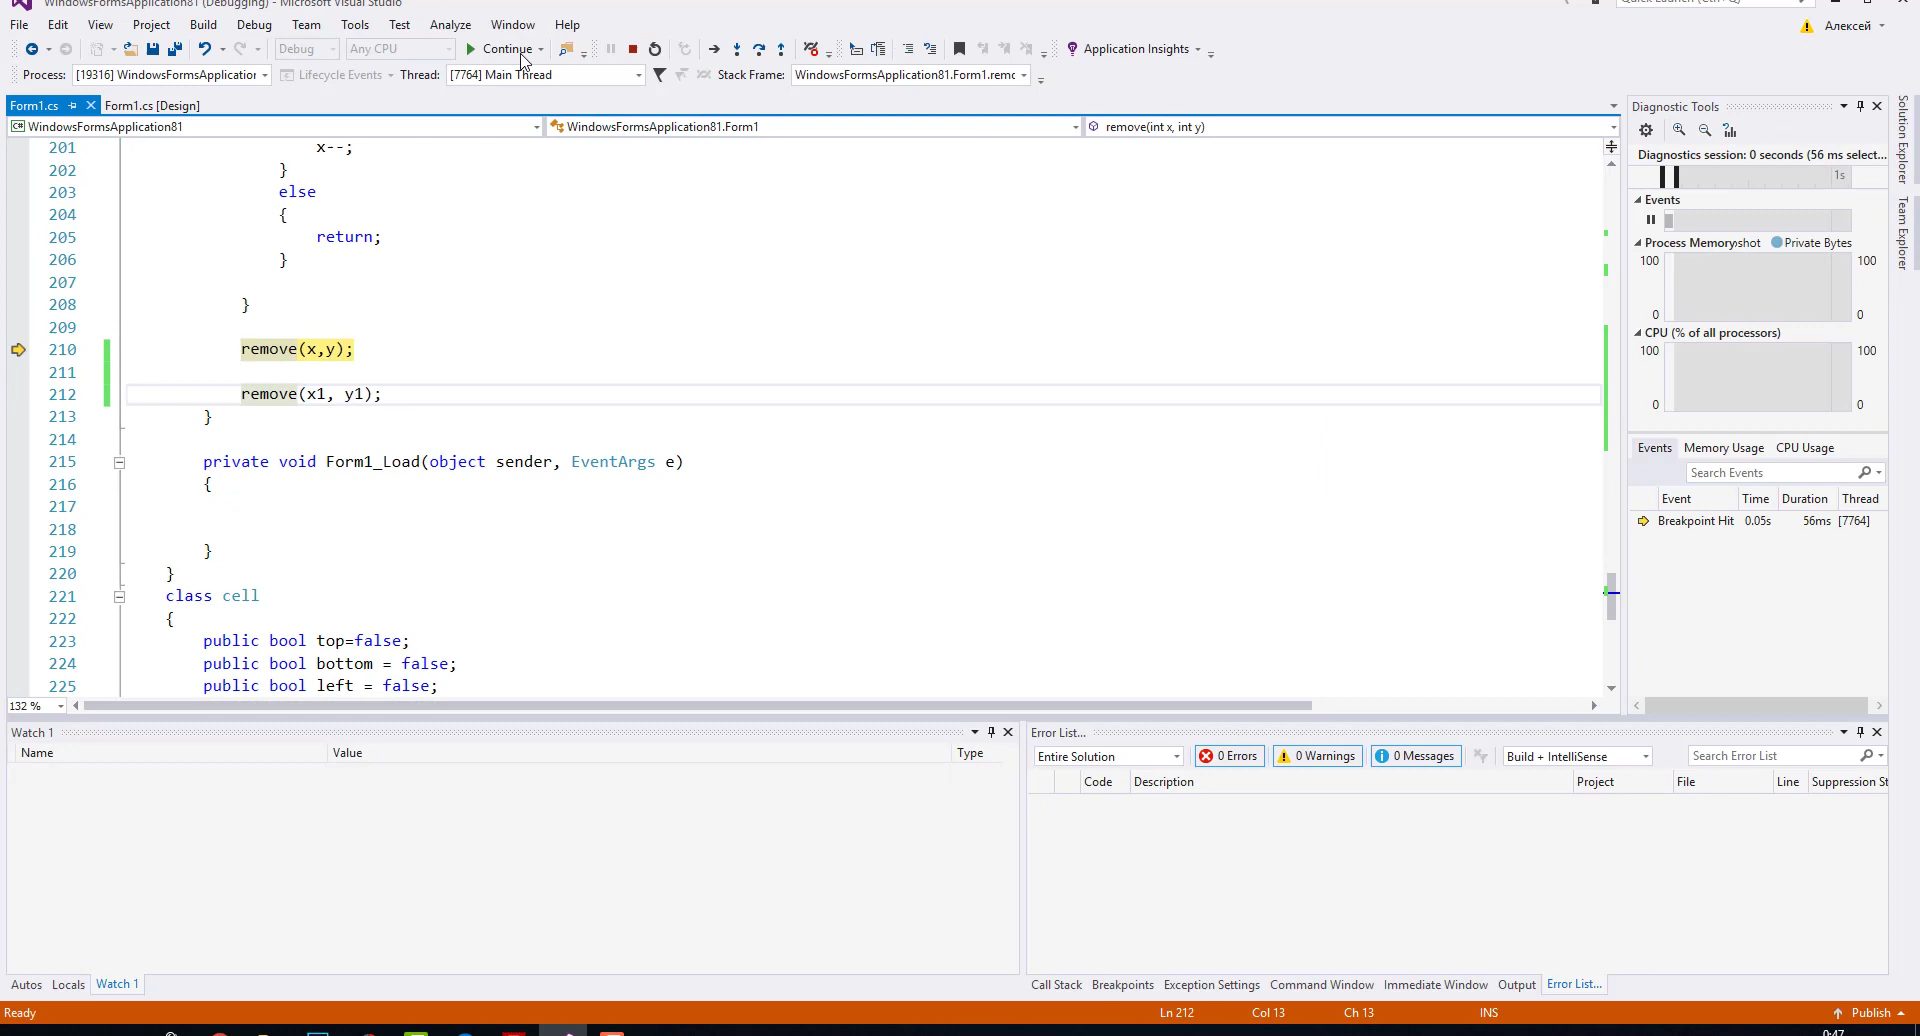 WindowsFormsApplication81 (Debugging) - Microsoft Visual Studio
File Edit View Project Build Debug Team Tools Test Analyze Window Help
Алексей
Debug Any CPU Continue Application Insights
Process: [19316] WindowsFormsApplication Lifecycle Events Thread: [7764] Main Thread Stack Frame: WindowsFormsApplication81.Form1.remo
Form1.cs Form1.cs [Design]
WindowsFormsApplication81 WindowsFormsApplication81.Form1 remove(int x, int y)
201 x--;
202 }
203 else
204 {
205 return;
206 }
207
208 }
209
210 remove(x,y);
211
212 remove(x1, y1);
213 }
214
215 private void Form1_Load(object sender, EventArgs e)
216 {
217
218
219 }
220 }
221 class cell
222 {
223 public bool top=false;
224 public bool bottom = false;
225 public bool left = false;
132 %
Diagnostic Tools
Diagnostics session: 0 seconds (56 ms select...
1s
Events
Process Memoryshot Private Bytes
100 100
0 0
CPU (% of all processors)
100 100
0 0
Events Memory Usage CPU Usage
Search Events
Event Time Duration Thread
Breakpoint Hit 0.05s 56ms [7764]
Solution Explorer
Team Explorer
Watch 1
Name Value Type
Autos Locals Watch 1
Error List...
Entire Solution 0 Errors 0 Warnings 0 Messages Build + IntelliSense Search Error List
Code Description Project File Line Suppression St
Call Stack Breakpoints Exception Settings Command Window Immediate Window Output Error List...
Ready Ln 212 Col 13 Ch 13 INS Publish
0:47